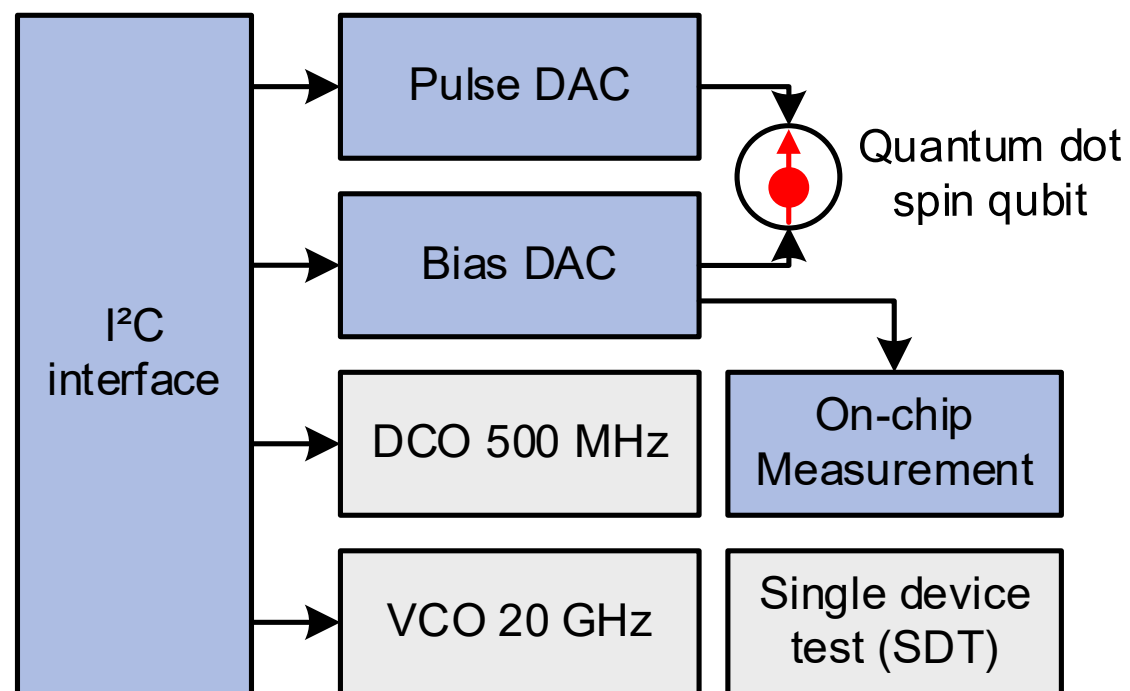 I²C
interface
Pulse DAC
Bias DAC
DCO 500 MHz
VCO 20 GHz
Quantum dot
spin qubit
On-chip
Measurement
Single device
test (SDT)